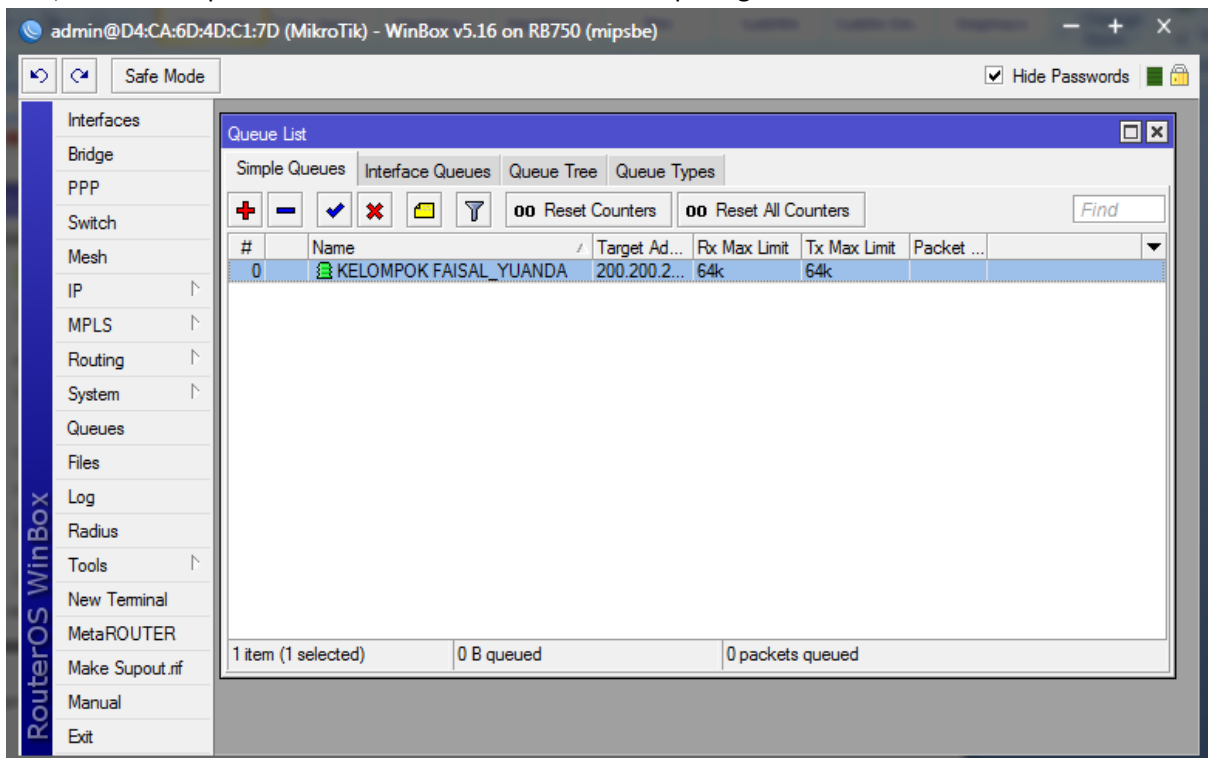 admin@D4:CA:6D:4D:C1:7D (MikroTik) - WinBox v5.16 on RB750 (mipsbe)
Safe Mode
Hide Passwords
Interfaces
Bridge
PPP
Switch
Mesh
IP
MPLS
Routing
System
Queues
Files
Log
Radius
Tools
New Terminal
MetaROUTER
Make Supout.rif
Manual
Exit
RouterOS WinBox
Queue List
Simple Queues Interface Queues Queue Tree Queue Types
00 Reset Counters 00 Reset All Counters Find
# Name Target Ad... Rx Max Limit Tx Max Limit Packet ...
0 KELOMPOK FAISAL_YUANDA 200.200.2... 64k 64k
1 item (1 selected) 0 B queued 0 packets queued